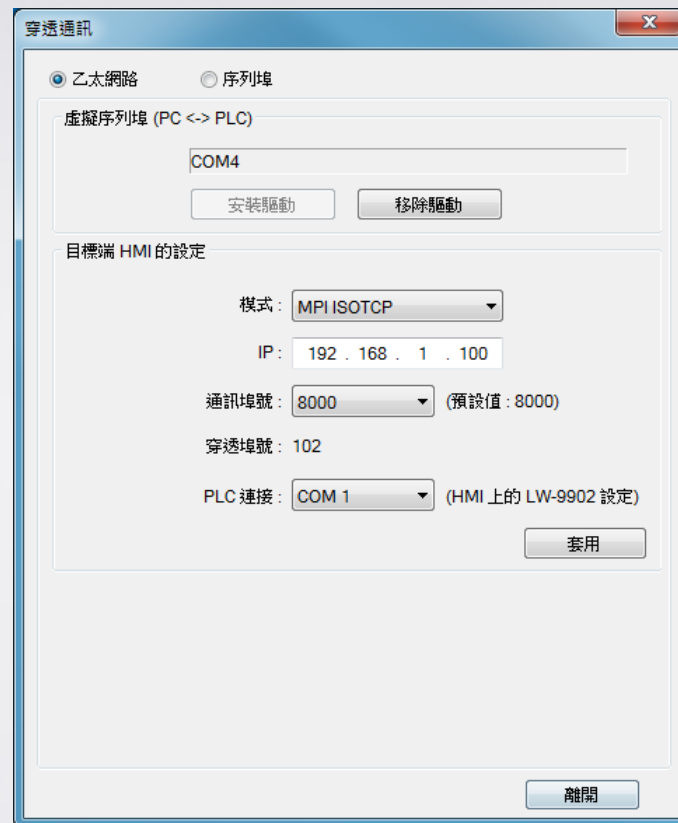 穿透通訊
乙太網路 序列埠
虛擬序列埠 (PC <-> PLC)
COM4
安裝驅動 移除驅動
目標端 HMI 的設定
模式 : MPI ISOTCP
IP : 192 . 168 . 1 . 100
通訊埠號 : 8000 (預設值 : 8000)
穿透埠號 : 102
PLC 連接 : COM 1 (HMI 上的 LW-9902 設定)
套用
離開